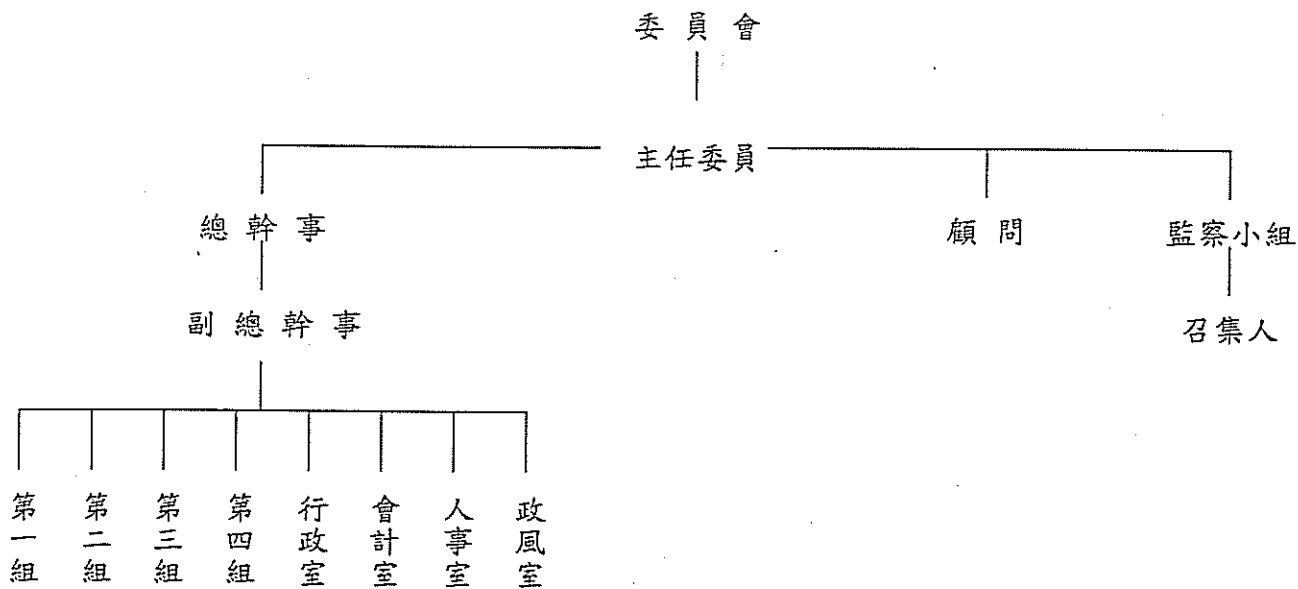 委員會
主任委員
總幹事
顧問
監察小組
副總幹事
召集人
第一組
第二組
第三組
第四組
行政室
會計室
人事室
政風室